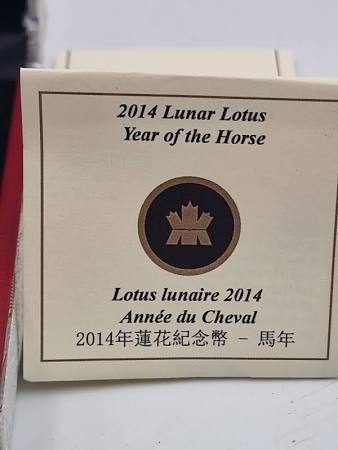 2014 Lunar Lotus
Year of the Horse
Lotus lunaire 2014
Année du Cheval
2014年蓮花紀念幣 - 馬年